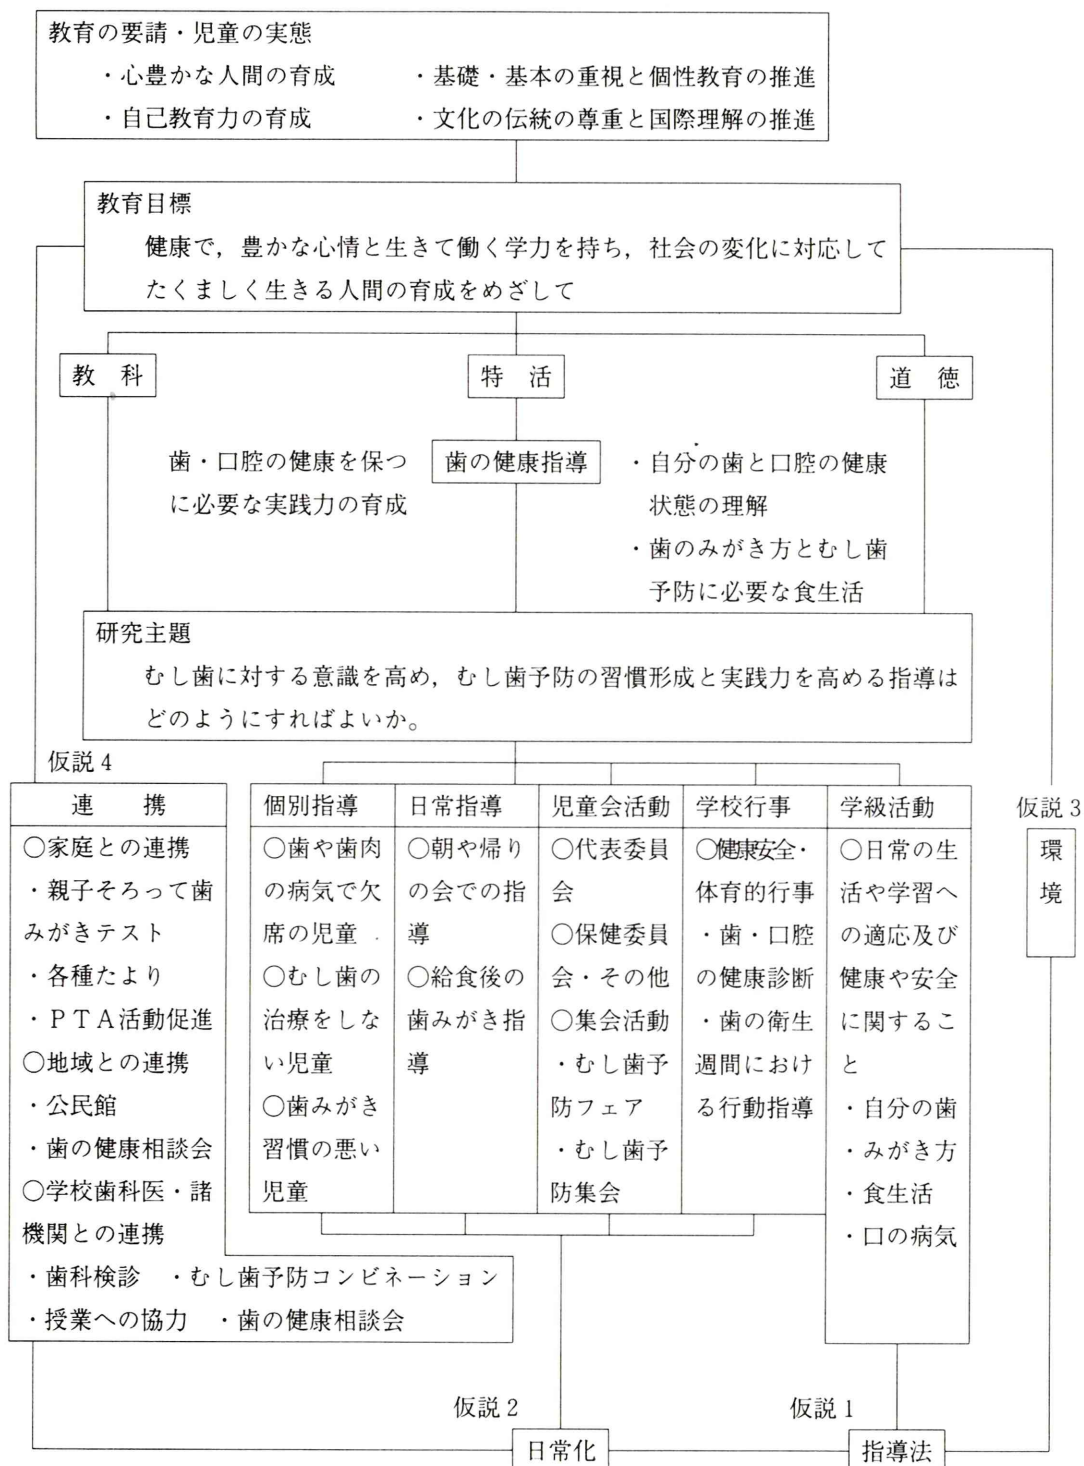 教育の要請・児童の実態
・心豊かな人間の育成 ・基礎・基本の重視と個性教育の推進
・自己教育力の育成 ・文化の伝統の尊重と国際理解の推進
教育目標
健康で,豊かな心情と生きて働く学力を持ち,社会の変化に対応して
たくましく生きる人間の育成をめざして
教 科
特 活
道 徳
歯・口腔の健康を保つ
に必要な実践力の育成
歯の健康指導
・自分の歯と口腔の健康
状態の理解
・歯のみがき方とむし歯
予防に必要な食生活
研究主題
むし歯に対する意識を高め,むし歯予防の習慣形成と実践力を高める指導は
どのようにすればよいか。
仮説4
連 携
○家庭との連携
・親子そろって歯
みがきテスト
・各種たより
・PTA活動促進
○地域との連携
・公民館
・歯の健康相談会
○学校歯科医・諸
機関との連携
・歯科検診 ・むし歯予防コンビネーション
・授業への協力 ・歯の健康相談会
個別指導
○歯や歯肉
の病気で欠
席の児童
○むし歯の
治療をしな
い児童
○歯みがき
習慣の悪い
児童
日常指導
○朝や帰り
の会での指
導
○給食後の
歯みがき指
導
児童会活動
○代表委員
会
○保健委員
会・その他
○集会活動
・むし歯予
防フェア
・むし歯予
防集会
学校行事
○健康安全・
体育的行事
・歯・口腔
の健康診断
・歯の衛生
週間におけ
る行動指導
学級活動
○日常の生
活や学習へ
の適応及び
健康や安全
に関するこ
と
・自分の歯
・みがき方
・食生活
・口の病気
仮説3
環
境
仮説2
日常化
仮説1
指導法